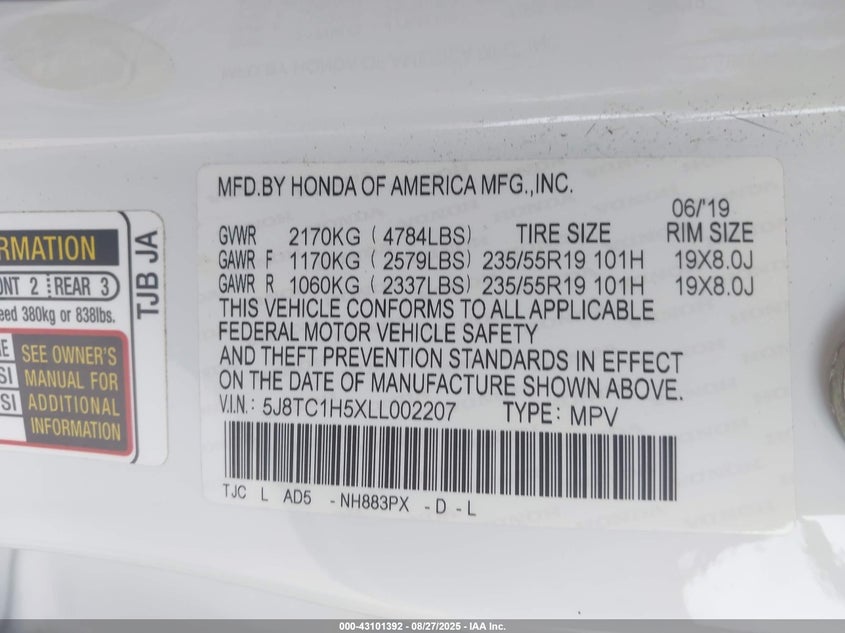 MFD.BY HONDA OF AMERICA MFG.,INC.
06/'19
GVWR 2170KG ( 4784LBS) TIRE SIZE RIM SIZE
GAWR F 1170KG ( 2579LBS) 235/55R19 101H 19X8.0J
GAWR R 1060KG ( 2337LBS) 235/55R19 101H 19X8.0J
THIS VEHICLE CONFORMS TO ALL APPLICABLE
FEDERAL MOTOR VEHICLE SAFETY
AND THEFT PREVENTION STANDARDS IN EFFECT
ON THE DATE OF MANUFACTURE SHOWN ABOVE.
V.I.N.: 5J8TC1H5XLL002207 TYPE: MPV
TJC L AD5 - NH883PX - D - L
RMATION
NT 2 REAR 3
eed 380kg or 838lbs.
SEE OWNER'S
SI MANUAL FOR
SI ADDITIONAL
INFORMATION
TJB JA
000-43101392 - 08/27/2025 - IAA Inc.